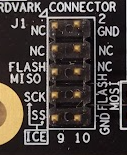 RDVARK CONNECTOR
J1 1 2
NC GND
NC NC
FLASH NC
MISO
SCK FLASH MOSI
SS GND
ICE 9 10